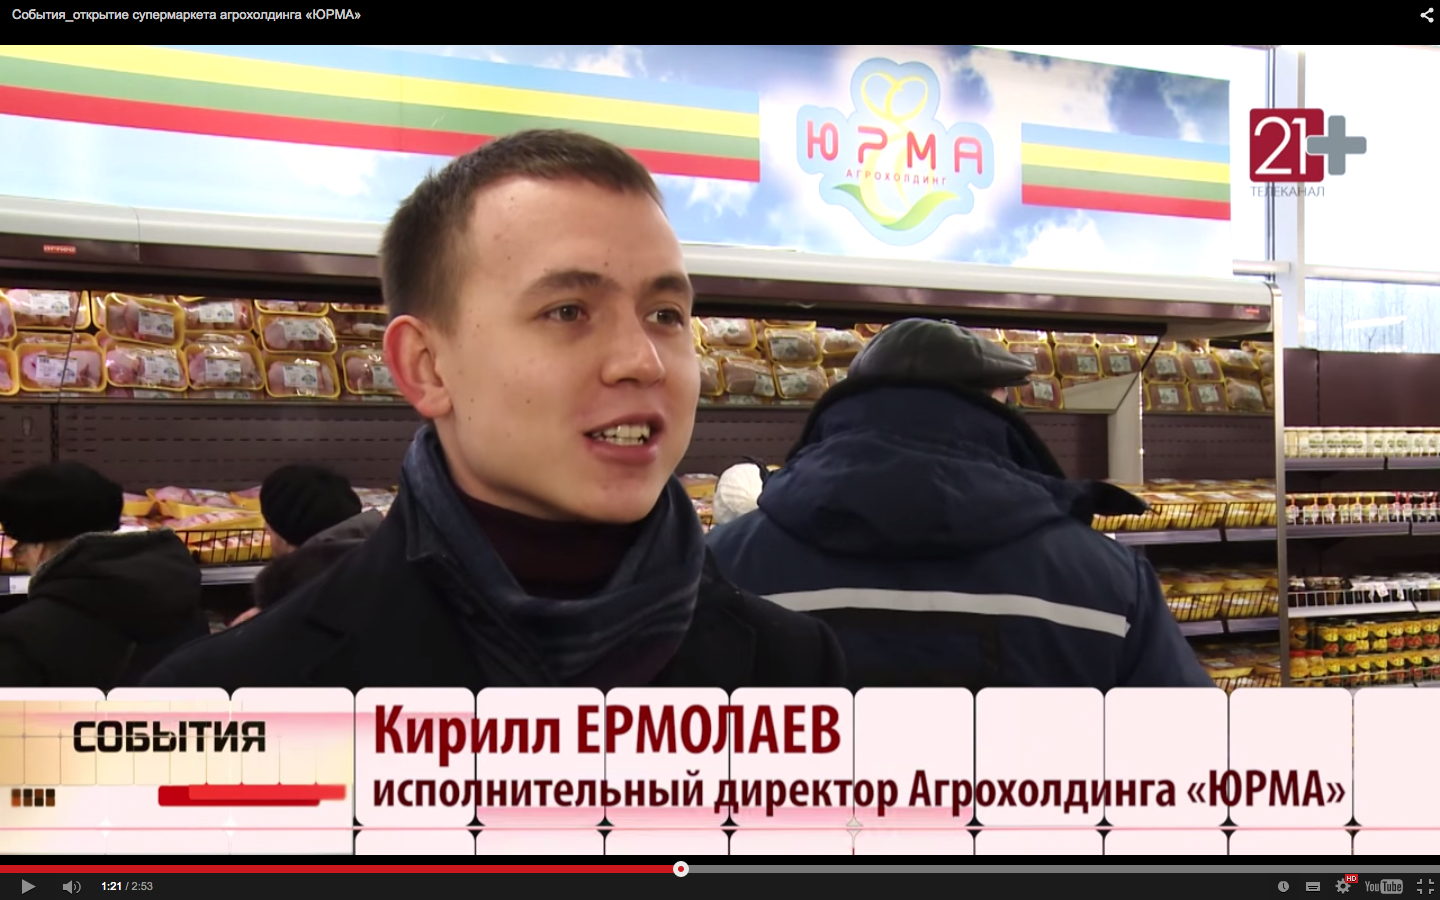 События_открытие супермаркета агрохолдинга «ЮРМА»
ЮРМА
АГРОХОЛДИНГ
21+
ТЕЛЕКАНАЛ
СОБЫТИЯ
Кирилл ЕРМОЛАЕВ
исполнительный директор Агрохолдинга «ЮРМА»
1:21 / 2:53
HD
YouTube